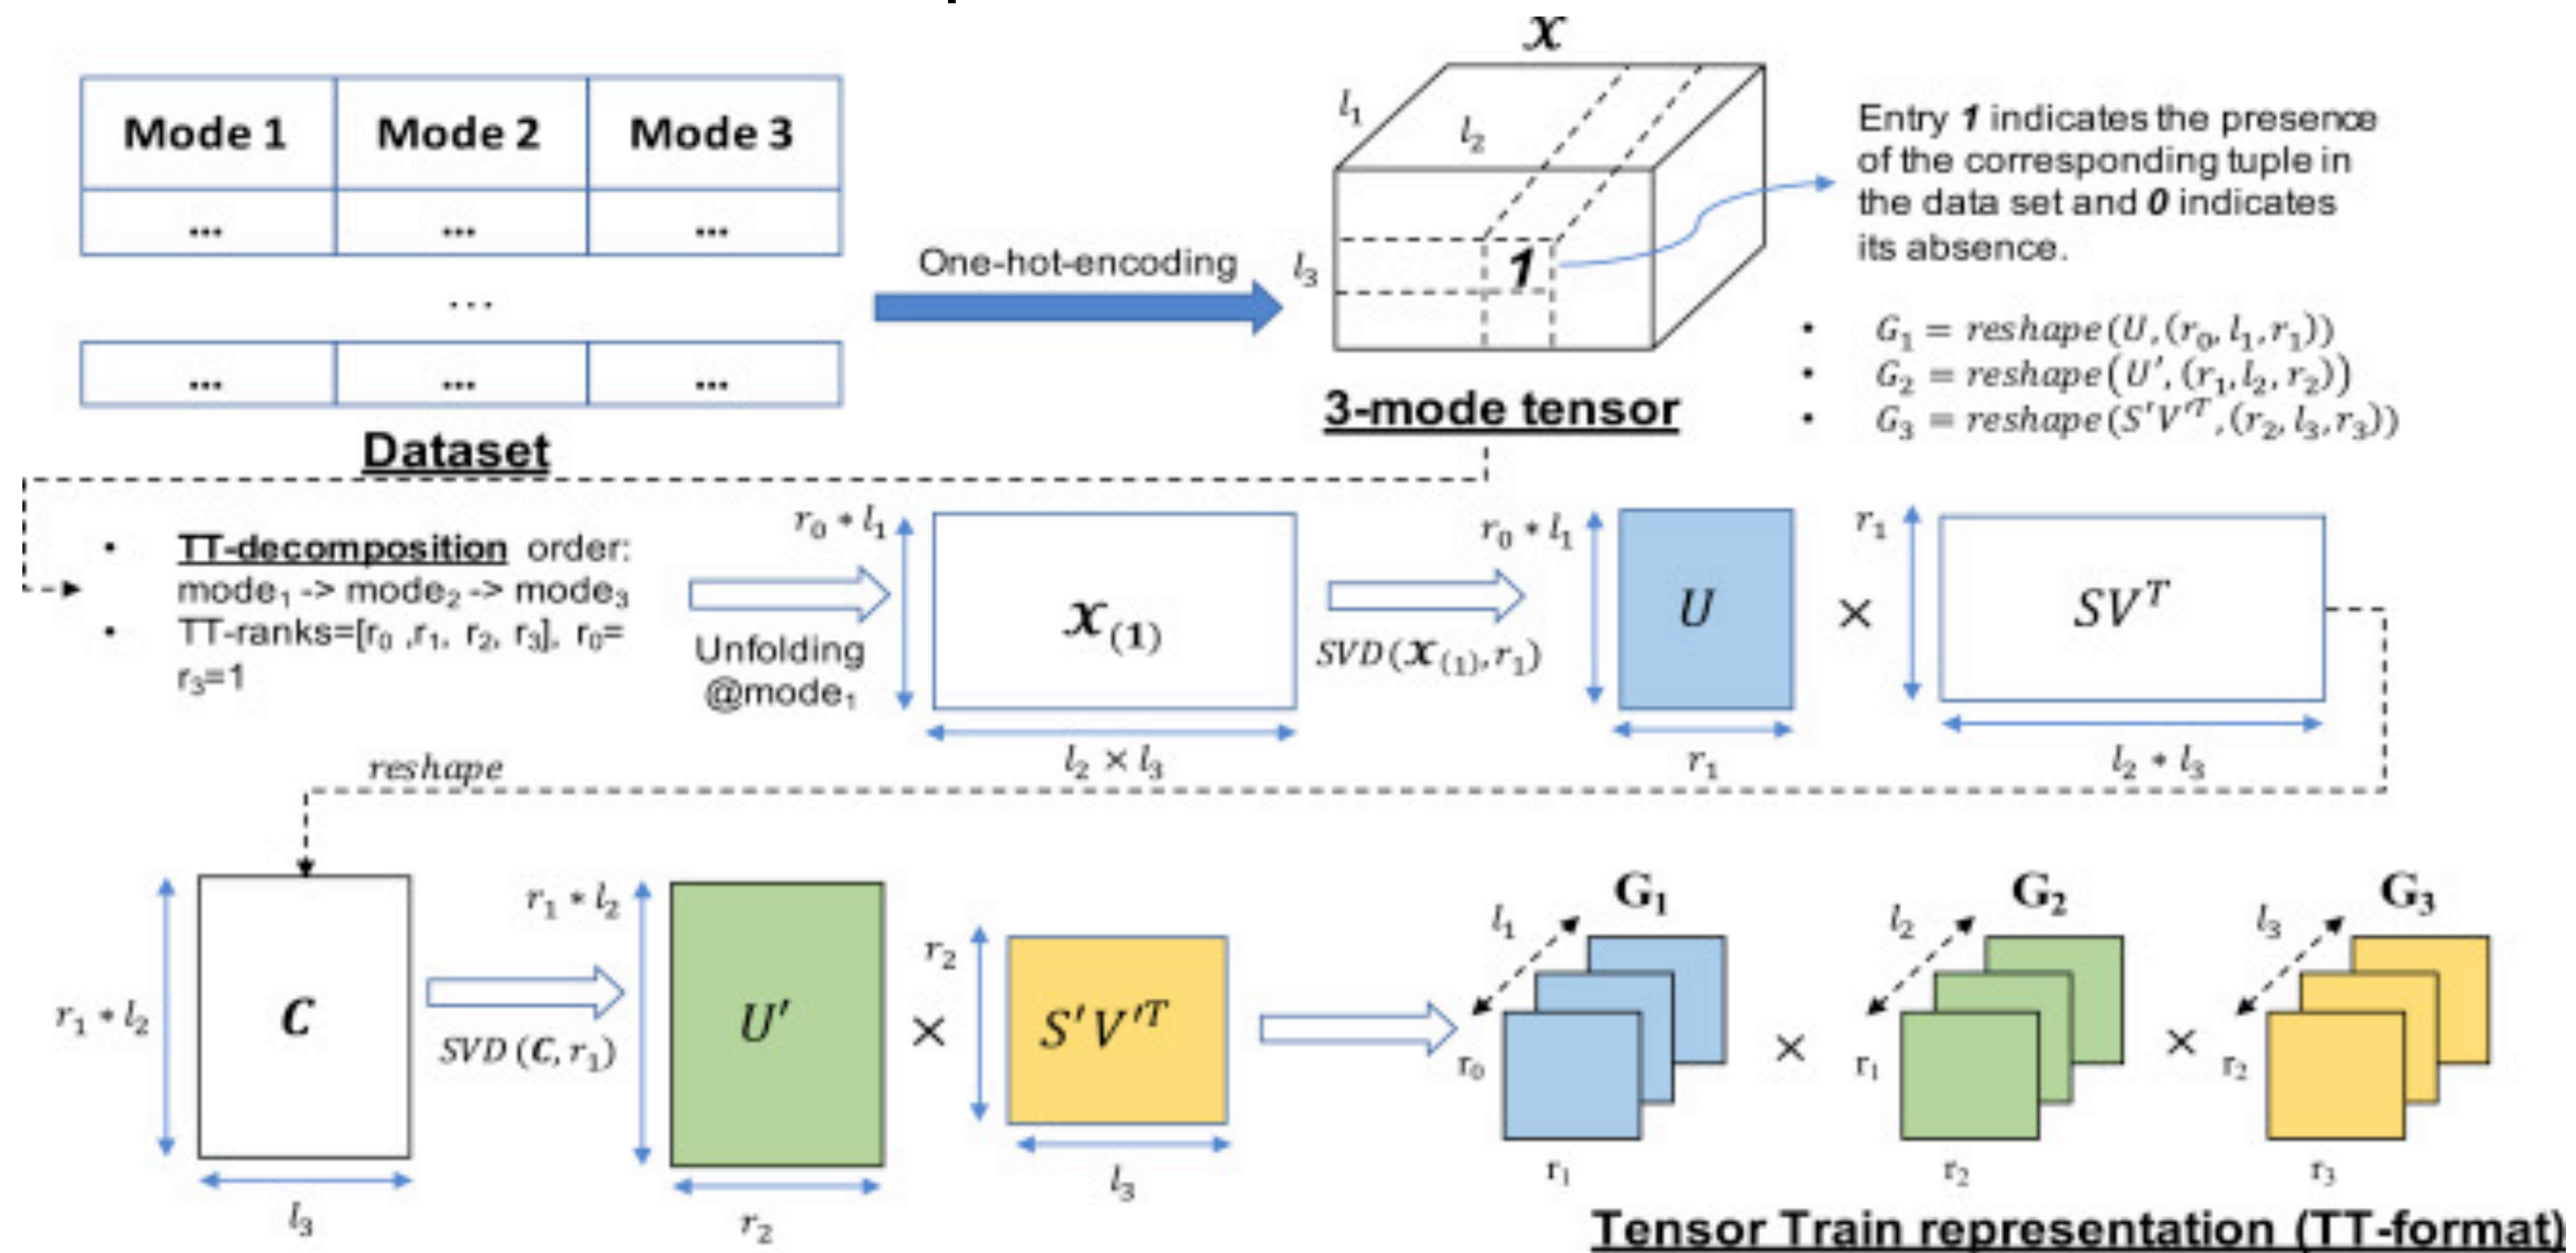 𝒳
Mode 1 Mode 2 Mode 3
... ... ...
...
... ... ...
Dataset
One-hot-encoding
l₁
l₂
l₃
1
3-mode tensor
Entry 1 indicates the presence
of the corresponding tuple in
the data set and 0 indicates
its absence.
• G₁ = reshape(U,(r₀,l₁,r₁))
• G₂ = reshape(U′,(r₁,l₂,r₂))
• G₃ = reshape(S′V′ᵀ,(r₂,l₃,r₃))
• TT-decomposition order:
mode₁ -> mode₂ -> mode₃
• TT-ranks=[r₀ ,r₁, r₂, r₃], r₀=
r₃=1
Unfolding
@mode₁
r₀ * l₁
𝒳₍₁₎
l₂ × l₃
SVD(𝒳₍₁₎,r₁)
r₀ * l₁
U
r₁
×
r₁
SVᵀ
l₂ * l₃
reshape
r₁ * l₂
C
l₃
SVD (C,r₁)
r₁ * l₂
U′
r₂
×
r₂
S′V′ᵀ
l₃
G₁
l₁
r₀
r₁
×
G₂
l₂
r₁
r₂
×
G₃
l₃
r₂
r₃
Tensor Train representation (TT-format)